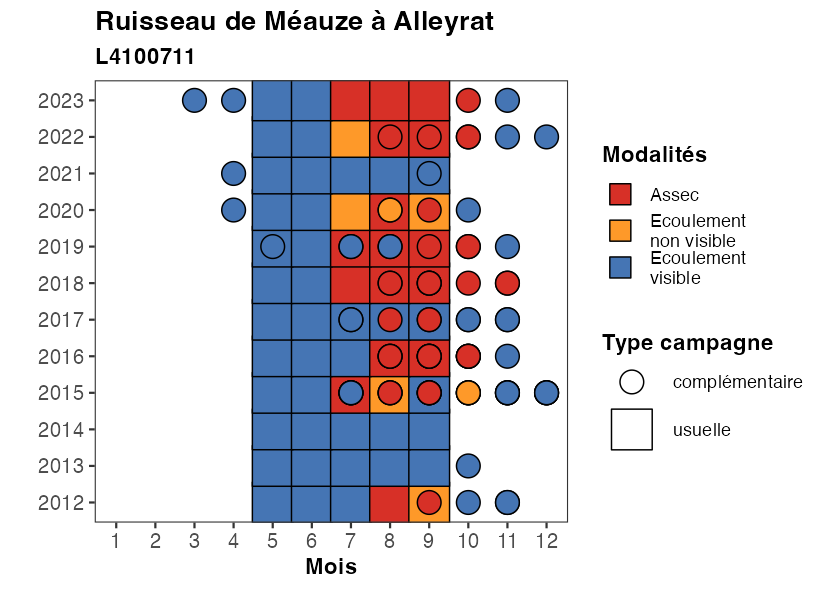 Ruisseau de Méauze à Alleyrat
L4100711
2023
2022
2021
2020
2019
2018
2017
2016
2015
2014
2013
2012
1 2 3 4 5 6 7 8 9 10 11 12
Mois
Modalités
Assec
Ecoulement
non visible
Ecoulement
visible
Type campagne
complémentaire
usuelle